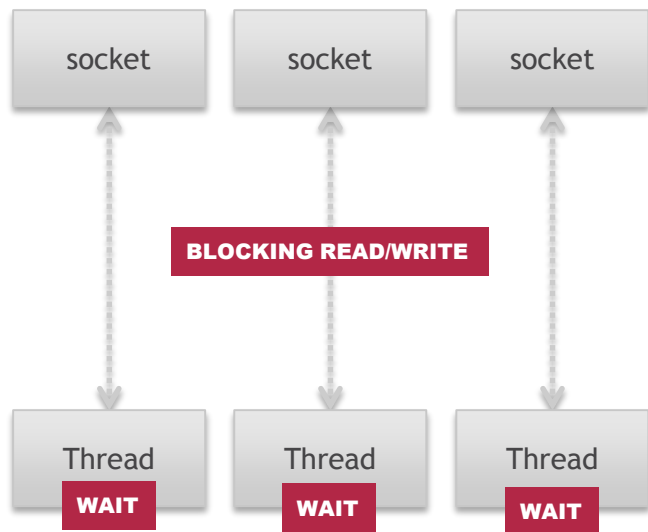 socket
socket
socket
BLOCKING READ/WRITE
Thread
Thread
Thread
WAIT
WAIT
WAIT